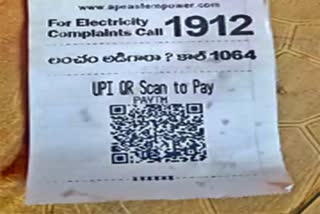 www.apeasternpower.com
For Electricity
Complaints Call 1912
లంచం అడిగారా ? కాల్ 1064
UPI QR Scan to Pay
PAYTM